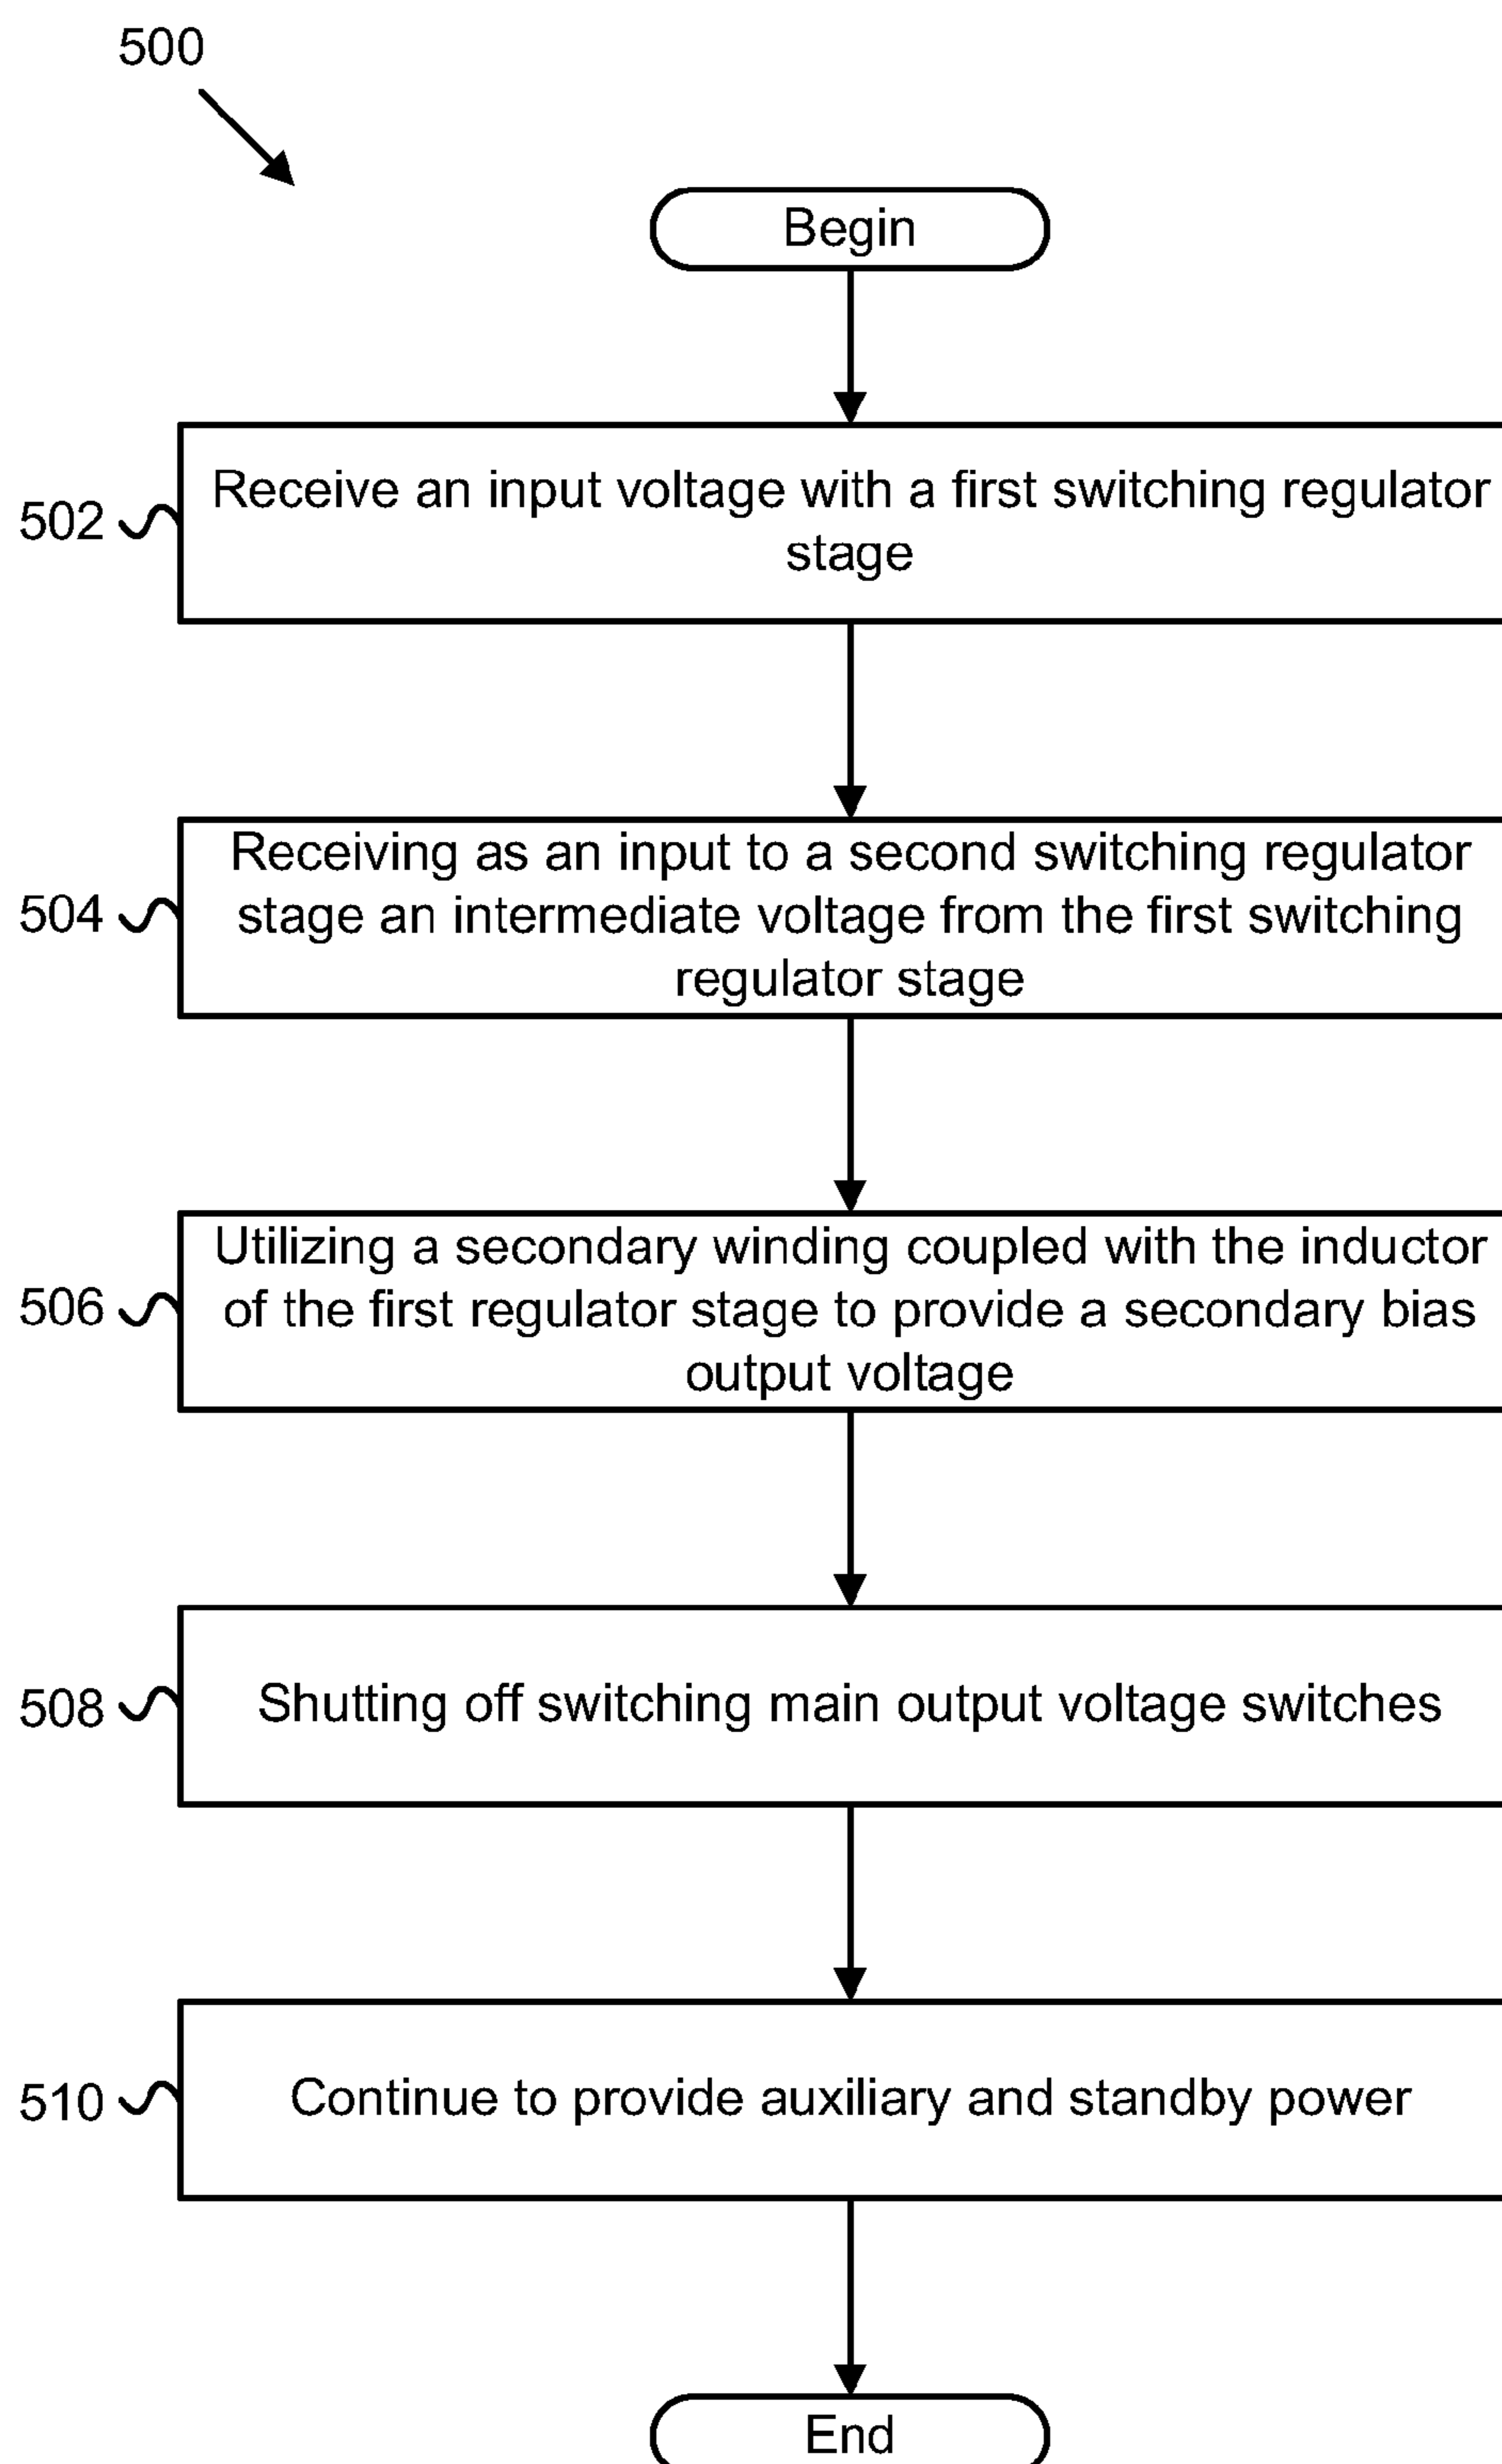 500
Begin
502
Receive an input voltage with a first switching regulator
stage
504
Receiving as an input to a second switching regulator
stage an intermediate voltage from the first switching
regulator stage
506
Utilizing a secondary winding coupled with the inductor
of the first regulator stage to provide a secondary bias
output voltage
508
Shutting off switching main output voltage switches
510
Continue to provide auxiliary and standby power
End